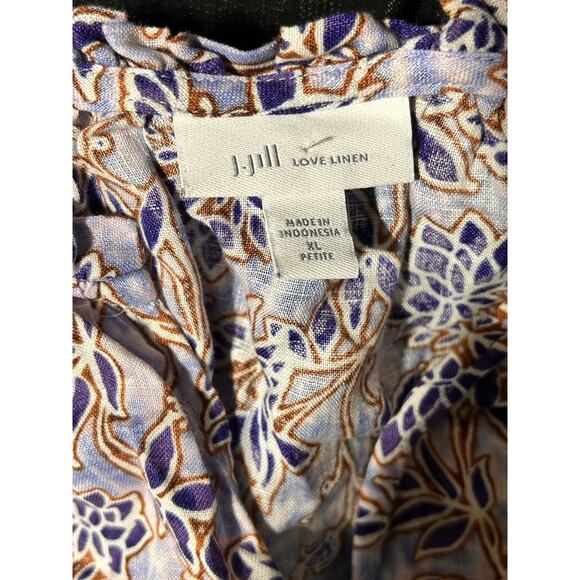 J.Jill LOVE LINEN
MADE IN
INDONESIA
XL
PETITE